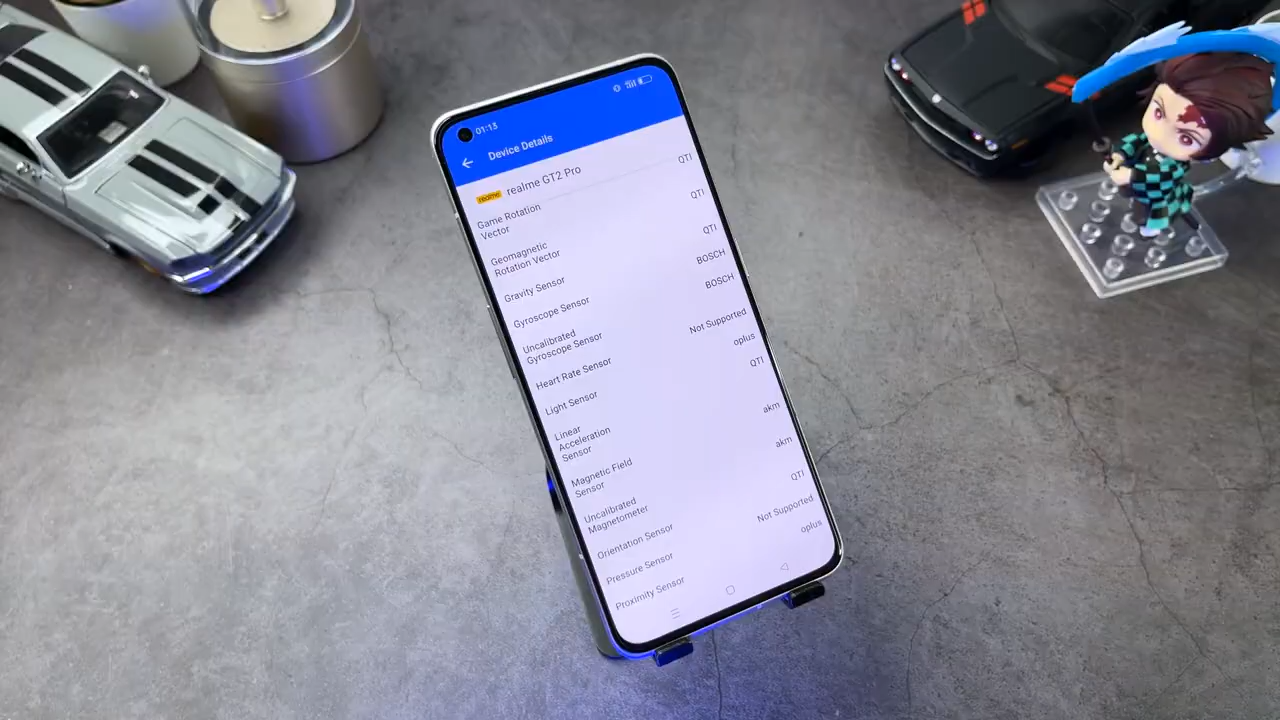 01:13
Device Details
realme realme GT2 Pro
Game Rotation Vector QTI
Geomagnetic Rotation Vector QTI
Gravity Sensor QTI
Gyroscope Sensor BOSCH
Uncalibrated Gyroscope Sensor BOSCH
Heart Rate Sensor Not Supported
Light Sensor oplus
Linear Acceleration Sensor QTI
Magnetic Field Sensor akm
Uncalibrated Magnetometer akm
Orientation Sensor QTI
Pressure Sensor Not Supported
Proximity Sensor oplus